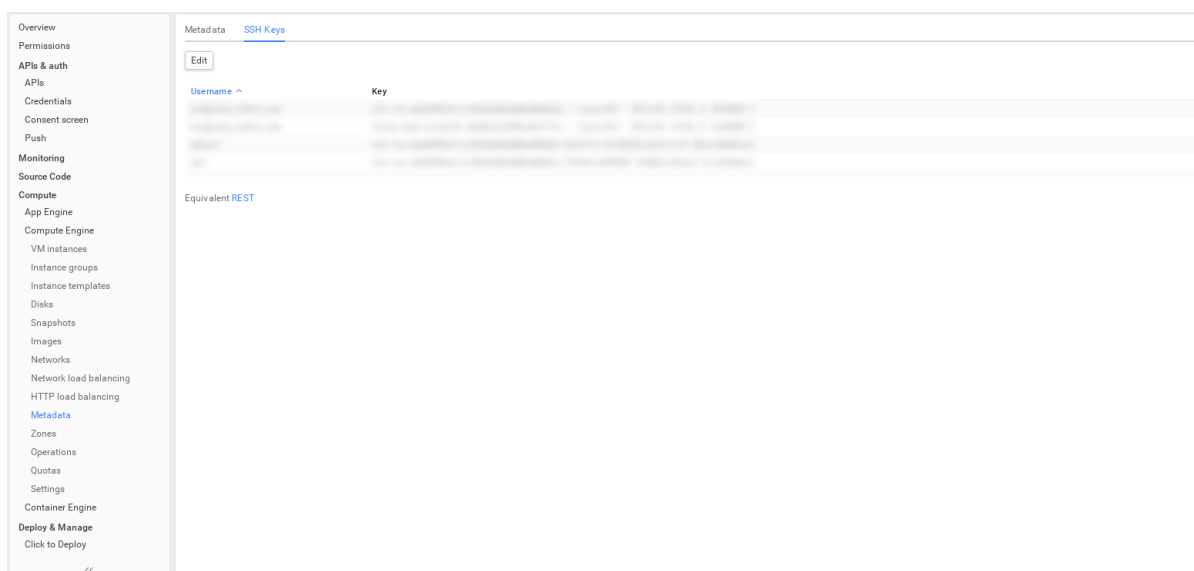 Overview
Permissions
APIs & auth
APIs
Credentials
Consent screen
Push
Monitoring
Source Code
Compute
App Engine
Compute Engine
VM instances
Instance groups
Instance templates
Disks
Snapshots
Images
Networks
Network load balancing
HTTP load balancing
Metadata
Zones
Operations
Quotas
Settings
Container Engine
Deploy & Manage
Click to Deploy
Metadata SSH Keys
Edit
Username Key
Equivalent REST